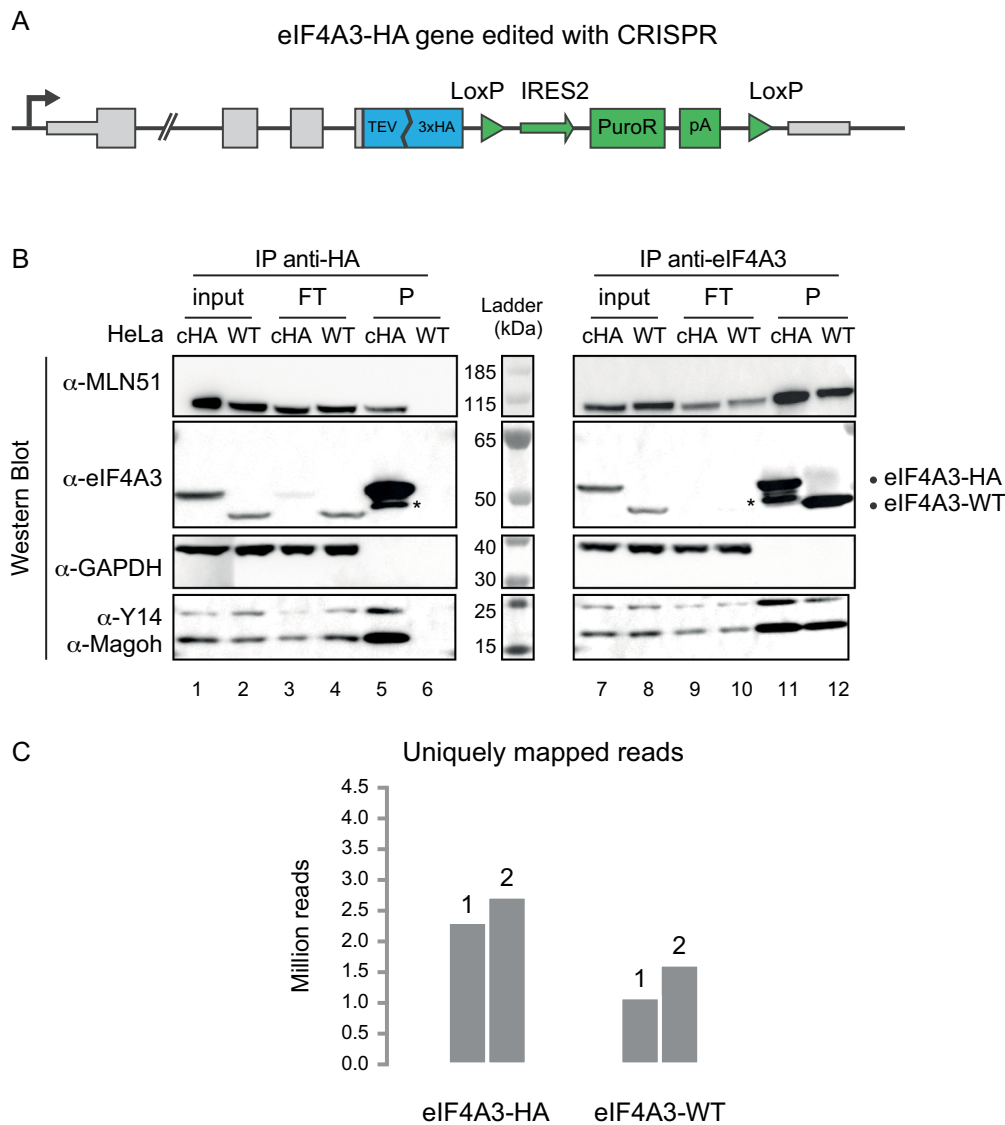 A
eIF4A3-HA gene edited with CRISPR
LoxP IRES2 LoxP
TEV 3xHA PuroR pA
B
IP anti-HA IP anti-eIF4A3
input FT P Ladder (kDa) input FT P
HeLa cHA WT cHA WT cHA WT cHA WT cHA WT cHA WT
Western Blot
α-MLN51 185 115
α-eIF4A3 65 50 * * • eIF4A3-HA • eIF4A3-WT
α-GAPDH 40 30
α-Y14 25
α-Magoh 15
1 2 3 4 5 6 7 8 9 10 11 12
C
Uniquely mapped reads
Million reads
4.5
4.0
3.5
3.0
2.5
2.0
1.5
1.0
0.5
0.0
1 2 1 2
eIF4A3-HA eIF4A3-WT